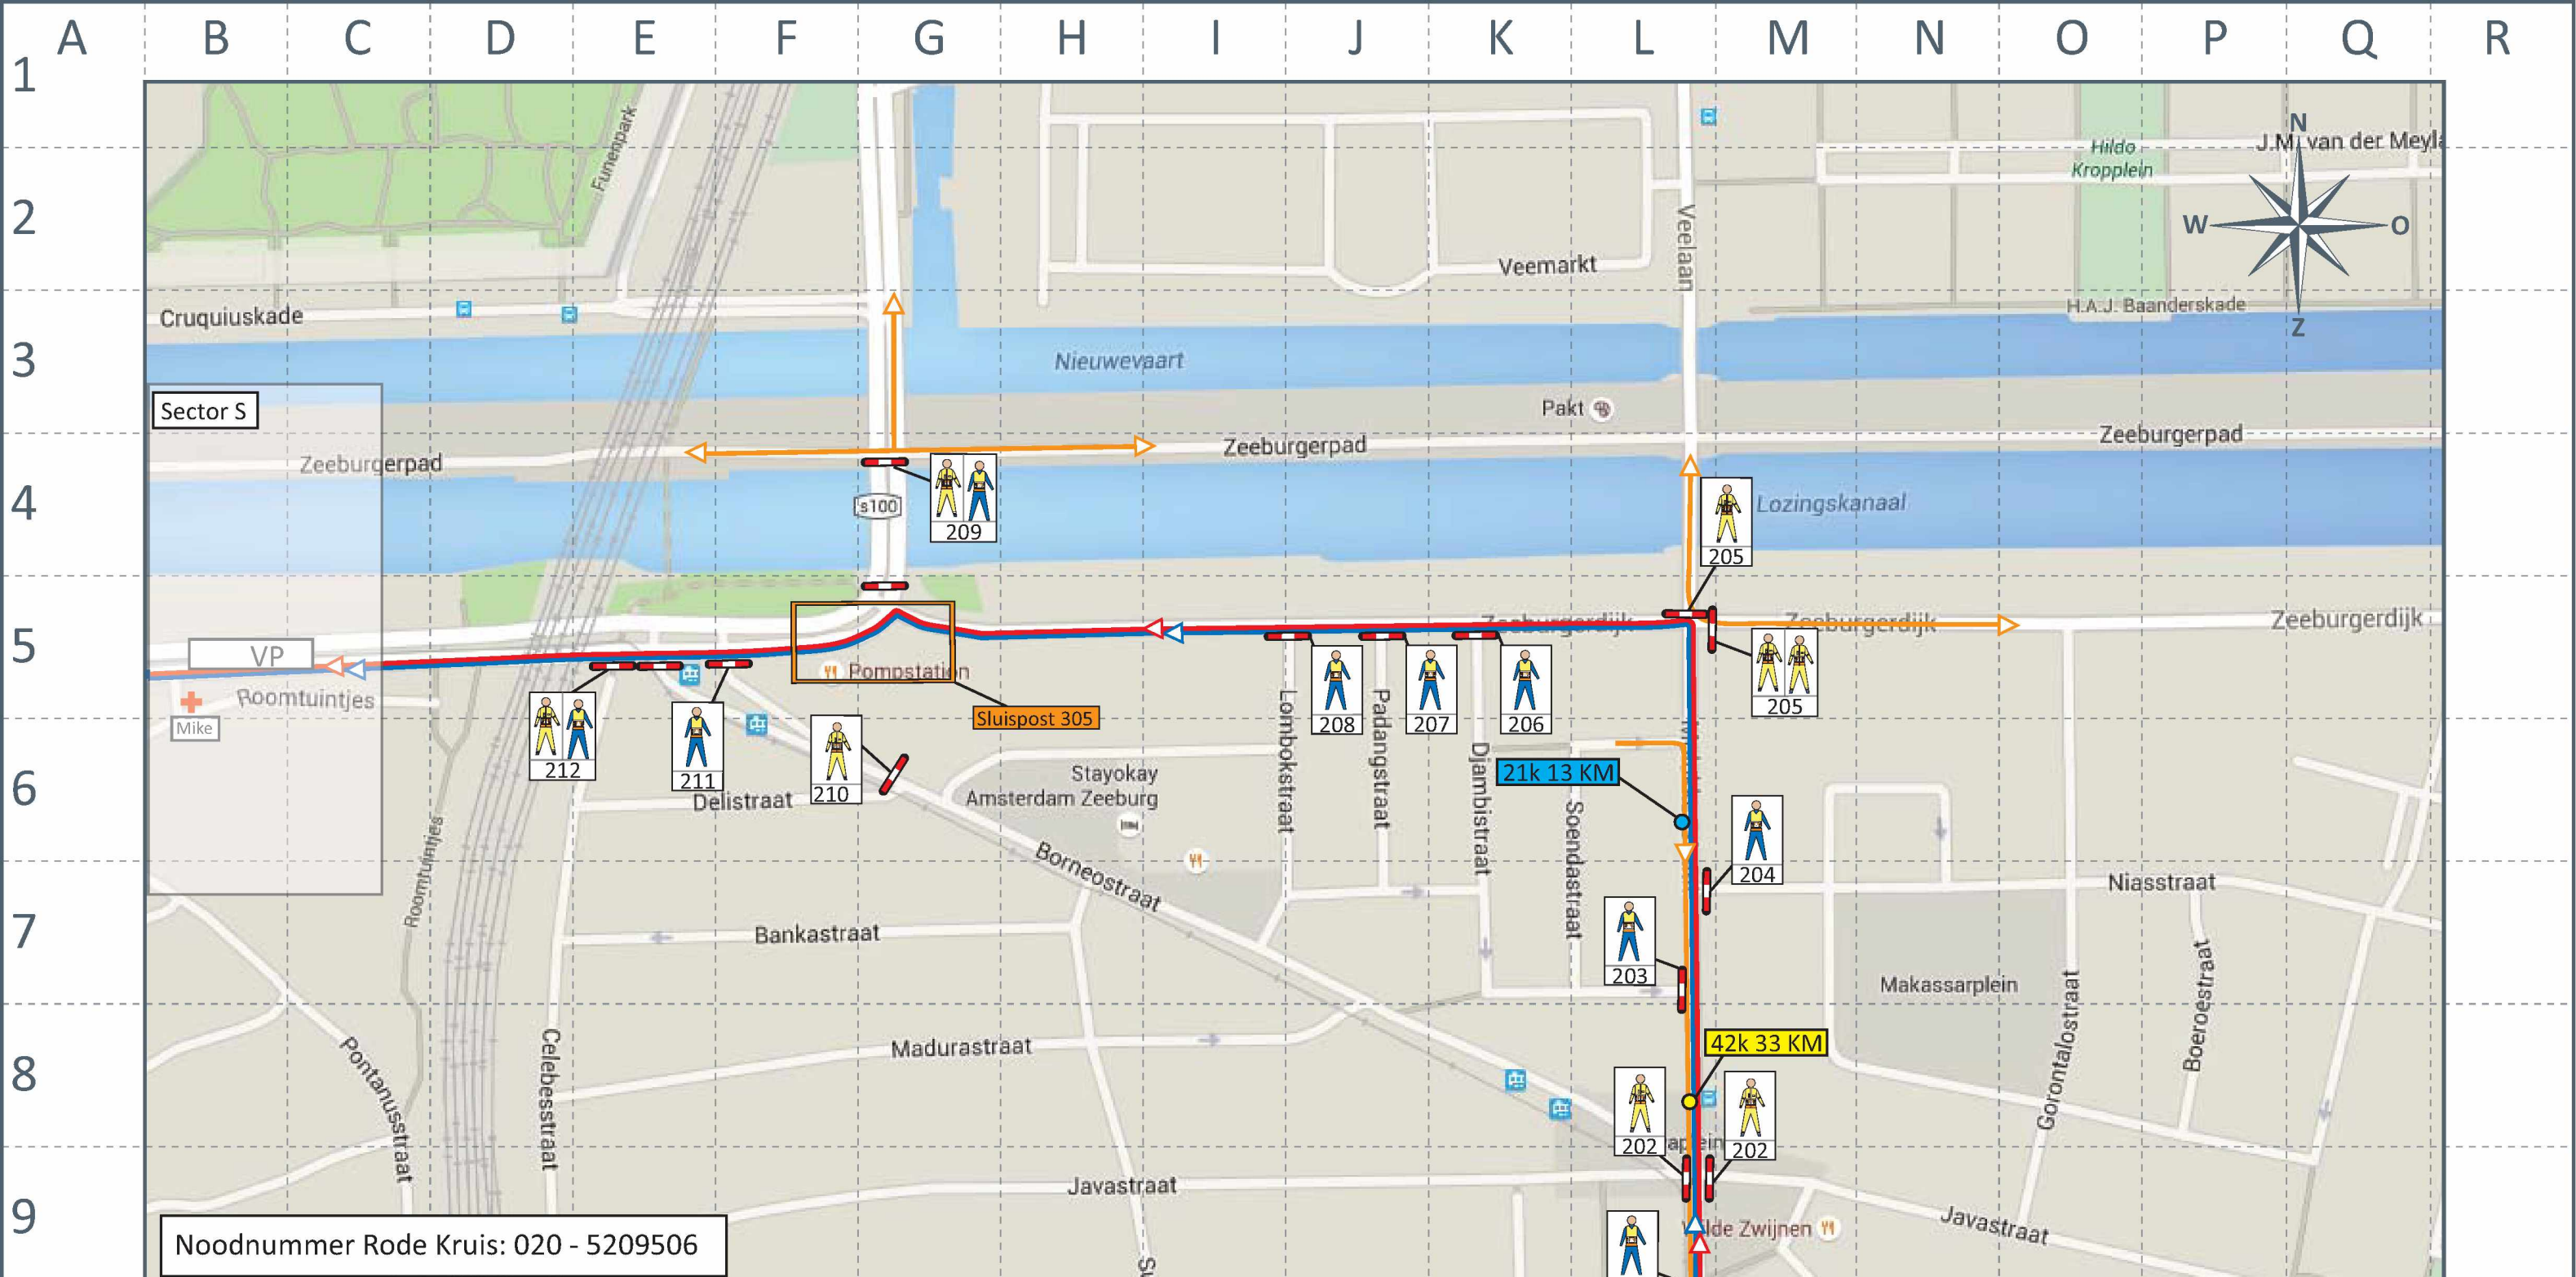 A B C D E F G H I J K L M N O P Q R
1
2
3
4
5
6
7
8
9
Funenpark
Veelaan
Hildo
Kropplein
J.M. van der Meyla
N
W
O
Z
Veemarkt
H.A.J. Baanderskade
Cruquiuskade
Nieuwevaart
Sector S
Pakt
Zeeburgerpad
Zeeburgerpad
Zeeburgerpad
s100
209
205
Lozingskanaal
Zeeburgerdijk
Zeeburgerdijk
Zeeburgerdijk
VP
Pompstation
Roomtuintjes
Mike
Sluispost 305
208
207
206
205
Lombokstraat
Padangstraat
Djambistraat
Soendastraat
212
211
210
Delistraat
Stayokay
Amsterdam Zeeburg
21k 13 KM
204
Roomtuintjes
Borneostraat
Niasstraat
203
Bankastraat
Makassarplein
Boeroestraat
Gorontalostraat
Pontanusstraat
Celebesstraat
Madurastraat
42k 33 KM
202
202
Javastraat
Wilde Zwijnen
Javastraat
Noodnummer Rode Kruis: 020 - 5209506